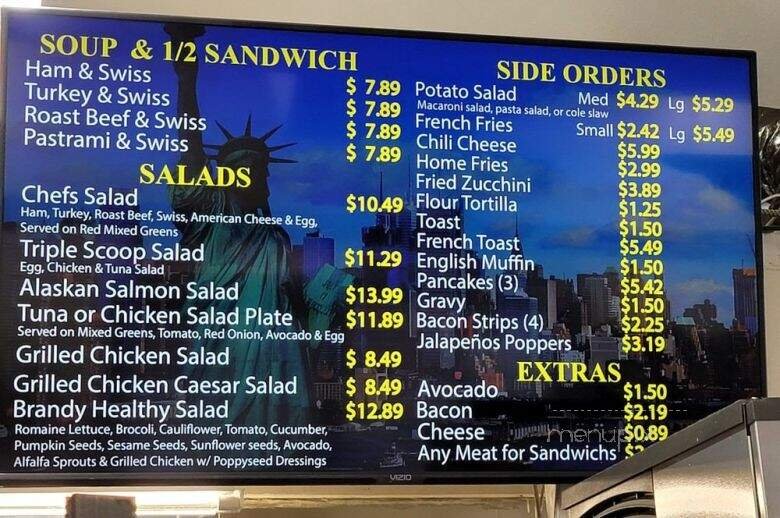 SOUP & 1/2 SANDWICH
Ham & Swiss $ 7.89
Turkey & Swiss $ 7.89
Roast Beef & Swiss $ 7.89
Pastrami & Swiss $ 7.89
SALADS
Chefs Salad $10.49
Ham, Turkey, Roast Beef, Swiss, American Cheese & Egg,
Served on Red Mixed Greens
Triple Scoop Salad $11.29
Egg, Chicken & Tuna Salad
Alaskan Salmon Salad $13.99
Tuna or Chicken Salad Plate $11.89
Served on Mixed Greens, Tomato, Red Onion, Avocado & Egg
Grilled Chicken Salad $ 8.49
Grilled Chicken Caesar Salad $ 8.49
Brandy Healthy Salad $12.89
Romaine Lettuce, Brocoli, Cauliflower, Tomato, Cucumber,
Pumpkin Seeds, Sesame Seeds, Sunflower seeds, Avocado,
Alfalfa Sprouts & Grilled Chicken w/ Poppyseed Dressings
SIDE ORDERS
Potato Salad Med $4.29 Lg $5.29
Macaroni salad, pasta salad, or cole slaw
French Fries Small $2.42 Lg $5.49
Chili Cheese $5.99
Home Fries $2.99
Fried Zucchini $3.89
Flour Tortilla $1.25
Toast $1.50
French Toast $5.49
English Muffin $1.50
Pancakes (3) $5.42
Gravy $1.50
Bacon Strips (4) $2.25
Jalapeños Poppers $3.19
EXTRAS
Avocado $1.50
Bacon $2.19
Cheese $0.89
Any Meat for Sandwichs
VIZIO